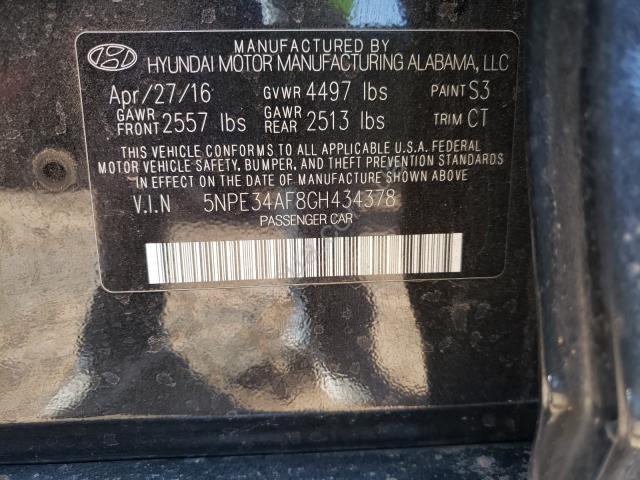 MANUFACTURED BY
HYUNDAI MOTOR MANUFACTURING ALABAMA, LLC
Apr/27/16 GVWR 4497 lbs PAINT S3
GAWR FRONT 2557 lbs GAWR REAR 2513 lbs TRIM CT
THIS VEHICLE CONFORMS TO ALL APPLICABLE U.S.A. FEDERAL
MOTOR VEHICLE SAFETY, BUMPER, AND THEFT PREVENTION STANDARDS
IN EFFECT ON THE DATE OF MANUFACTURE SHOWN ABOVE.
V.I.N 5NPE34AF8GH434378
PASSENGER CAR